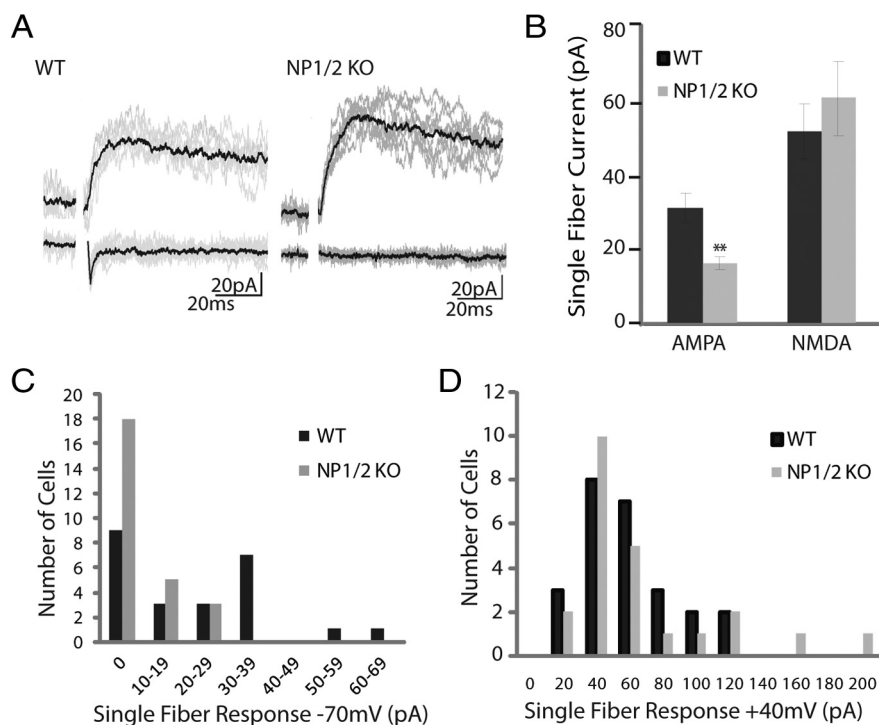 A
WT
NP1/2 KO
20pA
20ms
20pA
20ms
B
Single Fiber Current (pA)
80
60
40
20
0
WT
NP1/2 KO
**
AMPA
NMDA
C
Number of Cells
20
18
16
14
12
10
8
6
4
2
0
WT
NP1/2 KO
0
10-19
20-29
30-39
40-49
50-59
60-69
Single Fiber Response -70mV (pA)
D
Number of Cells
12
10
8
6
4
2
0
WT
NP1/2 KO
0 20 40 60 80 100 120 140 160 180 200
Single Fiber Response +40mV (pA)